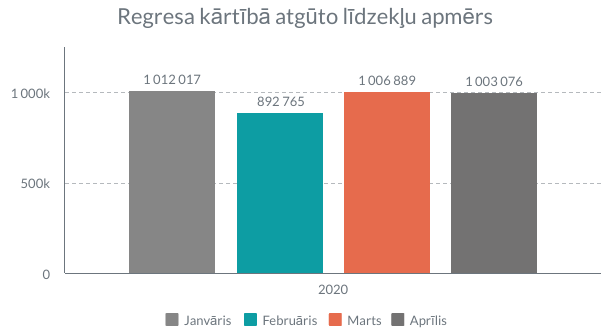 Regresa kārtībā atgūto līdzekļu apmērs
1 012 017
892 765
1 006 889
1 003 076
1 000k
500k
0
2020
Janvāris Februāris Marts Aprīlis